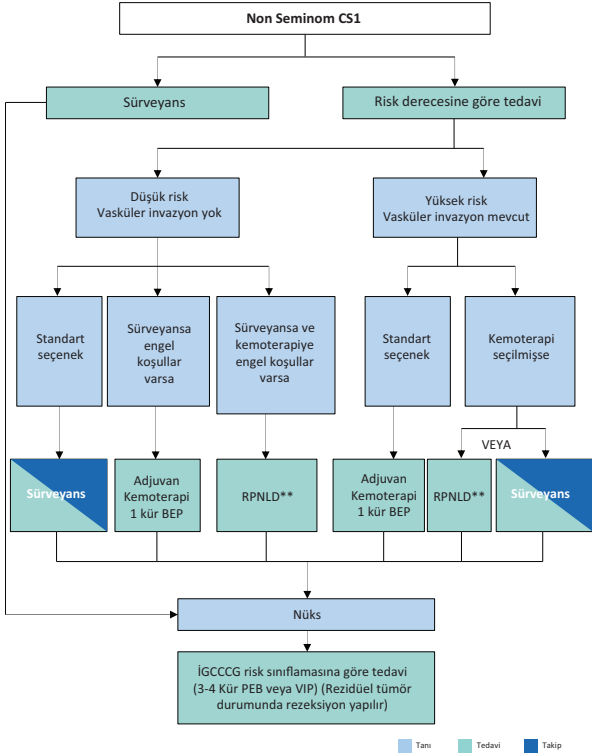 Non Seminom CS1
Sürveyans
Risk derecesine göre tedavi
Düşük risk
Vasküler invazyon yok
Yüksek risk
Vasküler invazyon mevcut
Standart
seçenek
Sürveyansa
engel
koşullar
varsa
Sürveyansa ve
kemoterapiye
engel koşullar
varsa
Standart
seçenek
Kemoterapi
seçilmişse
VEYA
Sürveyans
Adjuvan
Kemoterapi
1 kür BEP
RPNLD**
Adjuvan
Kemoterapi
1 kür BEP
RPNLD**
Sürveyans
Nüks
İGCCCG risk sınıflamasına göre tedavi
(3-4 Kür PEB veya VIP) (Rezidüel tümör
durumunda rezeksiyon yapılır)
Tanı
Tedavi
Takip